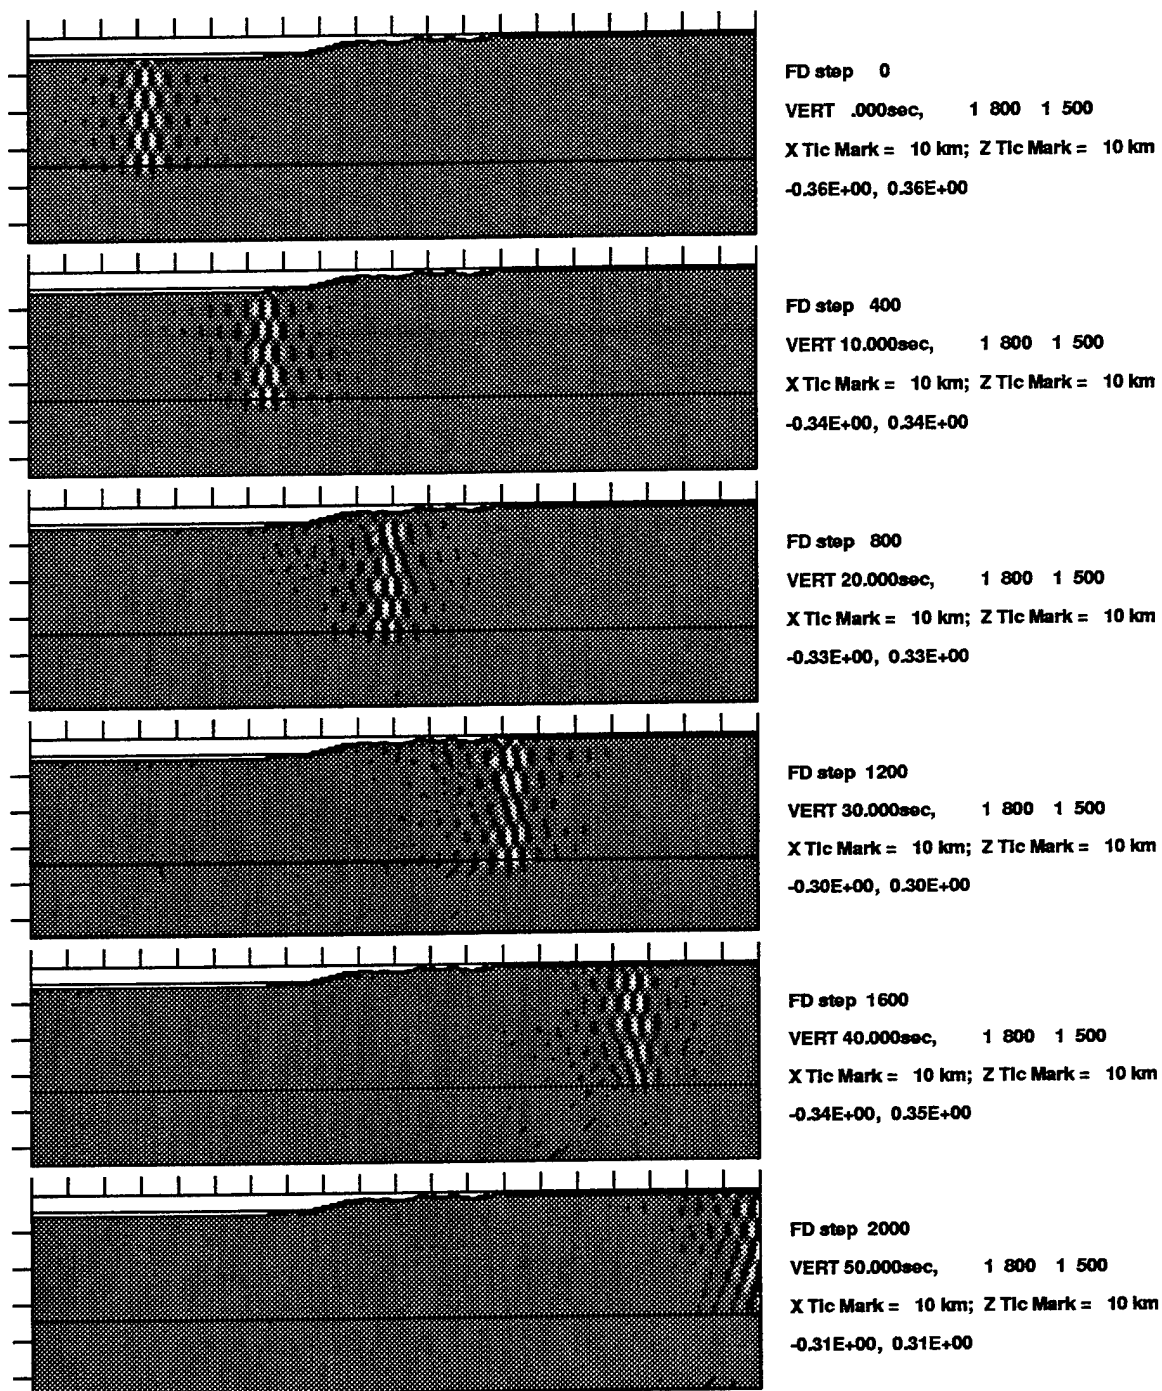 FD step 0
VERT .000sec, 1 800 1 500
X Tic Mark = 10 km; Z Tic Mark = 10 km
-0.36E+00, 0.36E+00
FD step 400
VERT 10.000sec, 1 800 1 500
X Tic Mark = 10 km; Z Tic Mark = 10 km
-0.34E+00, 0.34E+00
FD step 800
VERT 20.000sec, 1 800 1 500
X Tic Mark = 10 km; Z Tic Mark = 10 km
-0.33E+00, 0.33E+00
FD step 1200
VERT 30.000sec, 1 800 1 500
X Tic Mark = 10 km; Z Tic Mark = 10 km
-0.30E+00, 0.30E+00
FD step 1600
VERT 40.000sec, 1 800 1 500
X Tic Mark = 10 km; Z Tic Mark = 10 km
-0.34E+00, 0.35E+00
FD step 2000
VERT 50.000sec, 1 800 1 500
X Tic Mark = 10 km; Z Tic Mark = 10 km
-0.31E+00, 0.31E+00